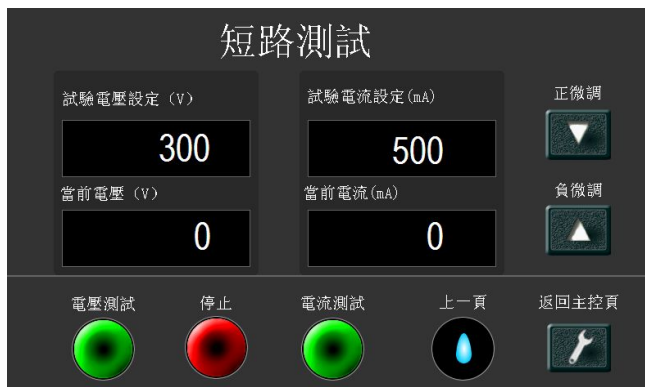 短路測試
試驗電壓設定 (V)
300
當前電壓 (V)
0
試驗電流設定(mA)
500
當前電流(mA)
0
正微調
負微調
電壓測試
停止
電流測試
上一頁
返回主控頁